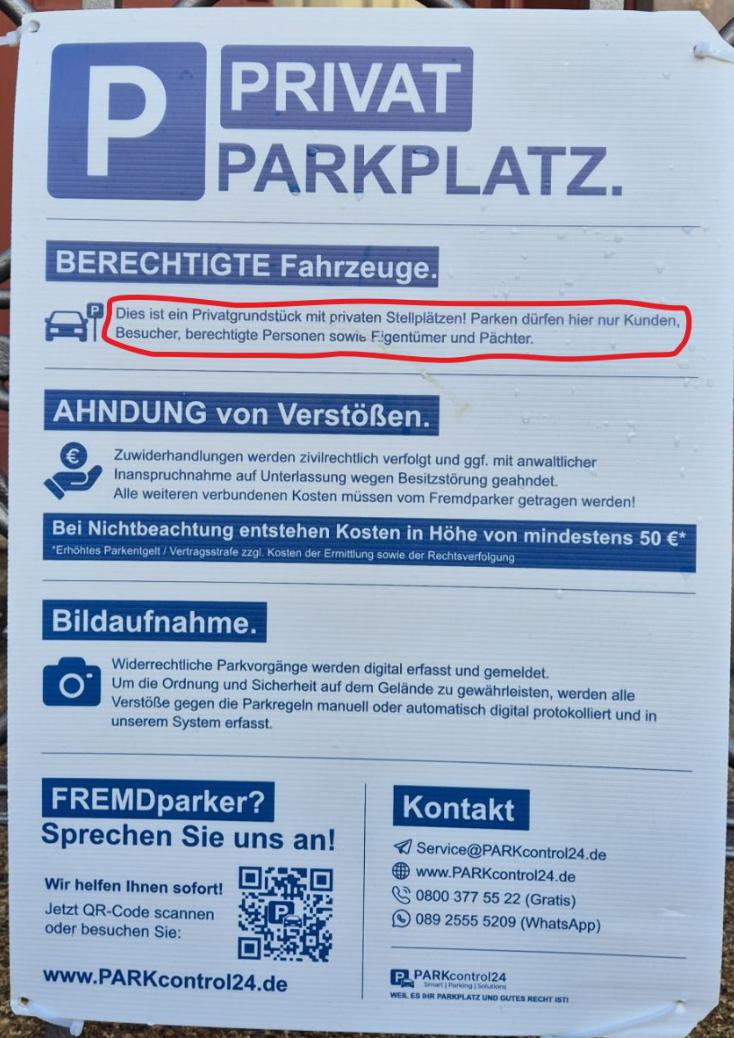 P PRIVAT
PARKPLATZ.
BERECHTIGTE Fahrzeuge.
P
Dies ist ein Privatgrundstück mit privaten Stellplätzen! Parken dürfen hier nur Kunden,
Besucher, berechtigte Personen sowie Eigentümer und Pächter.
AHNDUNG von Verstößen.
€
Zuwiderhandlungen werden zivilrechtlich verfolgt und ggf. mit anwaltlicher
Inanspruchnahme auf Unterlassung wegen Besitzstörung geahndet.
Alle weiteren verbundenen Kosten müssen vom Fremdparker getragen werden!
Bei Nichtbeachtung entstehen Kosten in Höhe von mindestens 50 €*
*Erhöhtes Parkentgelt / Vertragsstrafe zzgl. Kosten der Ermittlung sowie der Rechtsverfolgung
Bildaufnahme.
Widerrechtliche Parkvorgänge werden digital erfasst und gemeldet.
Um die Ordnung und Sicherheit auf dem Gelände zu gewährleisten, werden alle
Verstöße gegen die Parkregeln manuell oder automatisch digital protokolliert und in
unserem System erfasst.
FREMDparker?
Sprechen Sie uns an!
Wir helfen Ihnen sofort!
Jetzt QR-Code scannen
oder besuchen Sie:
P
www.PARKcontrol24.de
Kontakt
Service@PARKcontrol24.de
www.PARKcontrol24.de
0800 377 55 22 (Gratis)
089 2555 5209 (WhatsApp)
P PARKcontrol24
Smart | Parking | Solutions
WEIL ES IHR PARKPLATZ UND GUTES RECHT IST!